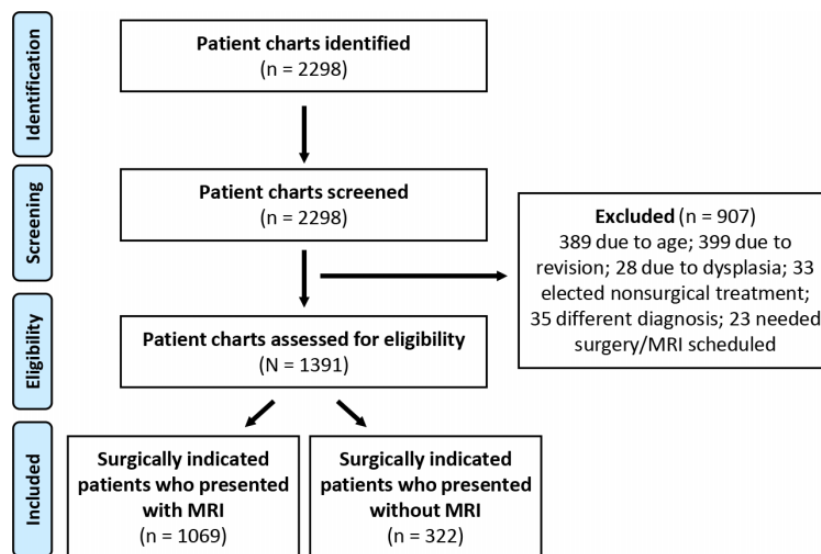 Identification
Patient charts identified
(n = 2298)
Screening
Patient charts screened
(n = 2298)
Excluded (n = 907)
389 due to age; 399 due to
revision; 28 due to dysplasia; 33
elected nonsurgical treatment;
35 different diagnosis; 23 needed
surgery/MRI scheduled
Eligibility
Patient charts assessed for eligibility
(N = 1391)
Included
Surgically indicated
patients who presented
with MRI
(n = 1069)
Surgically indicated
patients who presented
without MRI
(n = 322)